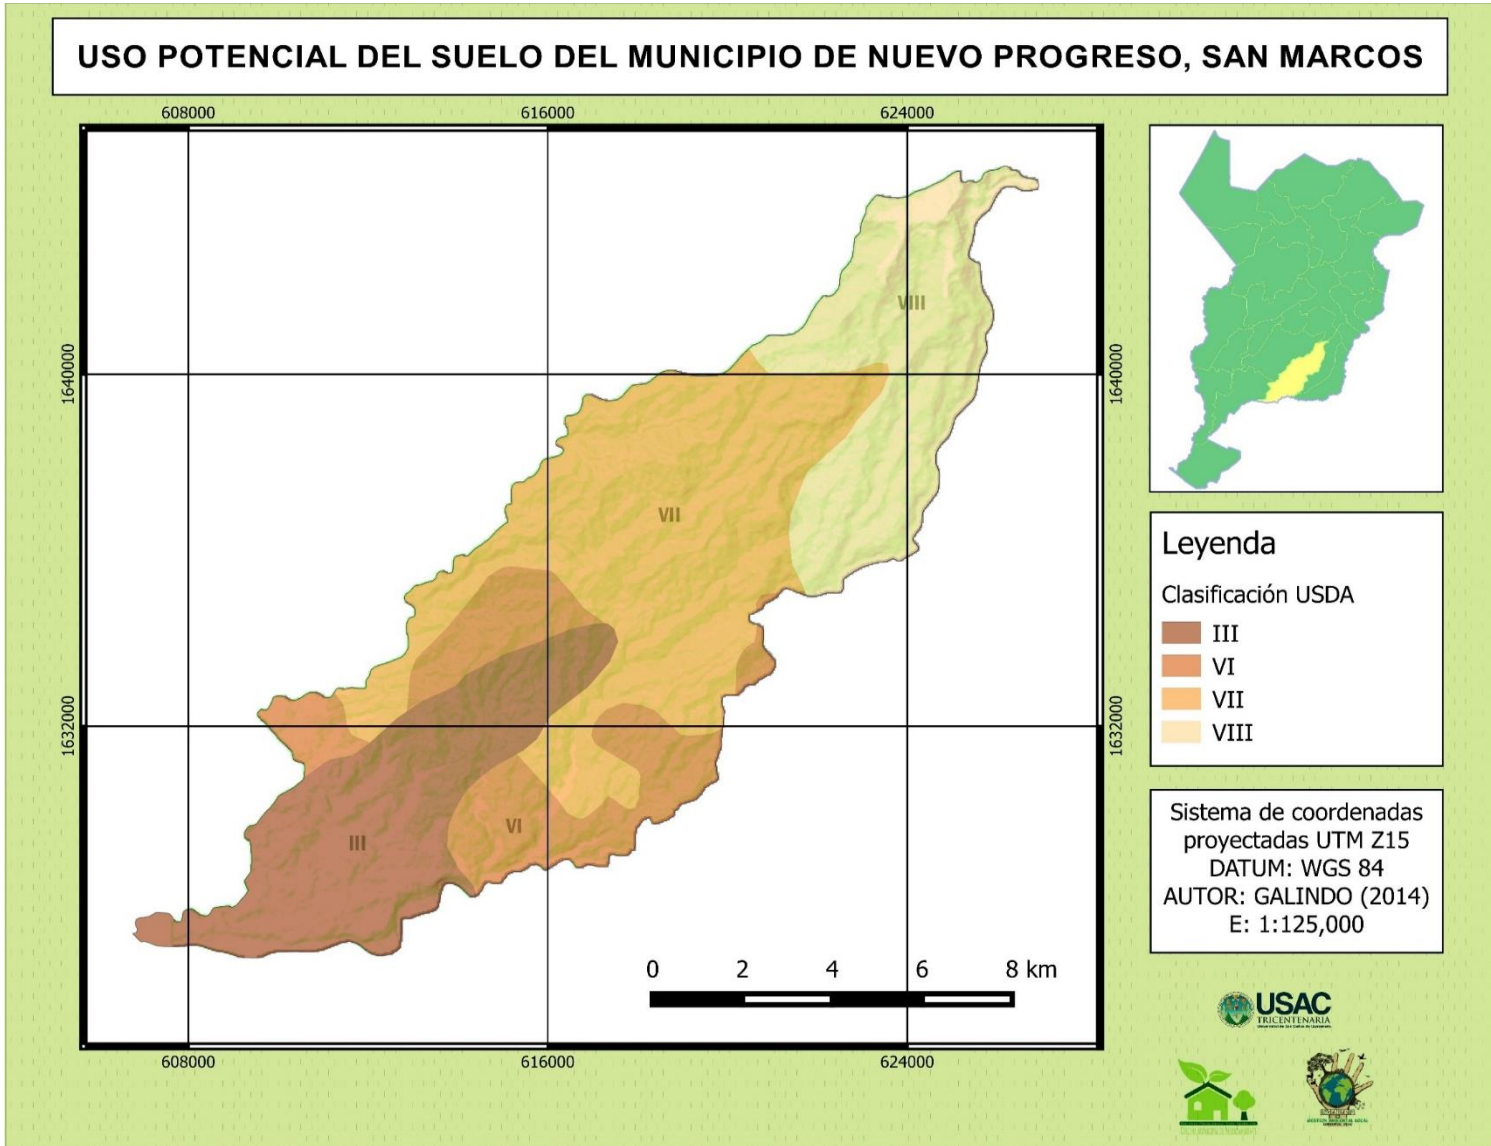 USO POTENCIAL DEL SUELO DEL MUNICIPIO DE NUEVO PROGRESO, SAN MARCOS
608000
616000
624000
1640000
1640000
1632000
1632000
VIII
VII
VI
III
0 2 4 6 8 km
608000
616000
624000
Leyenda
Clasificación USDA
III
VI
VII
VIII
Sistema de coordenadas
proyectadas UTM Z15
DATUM: WGS 84
AUTOR: GALINDO (2014)
E: 1:125,000
USAC
TRICENTENARIA